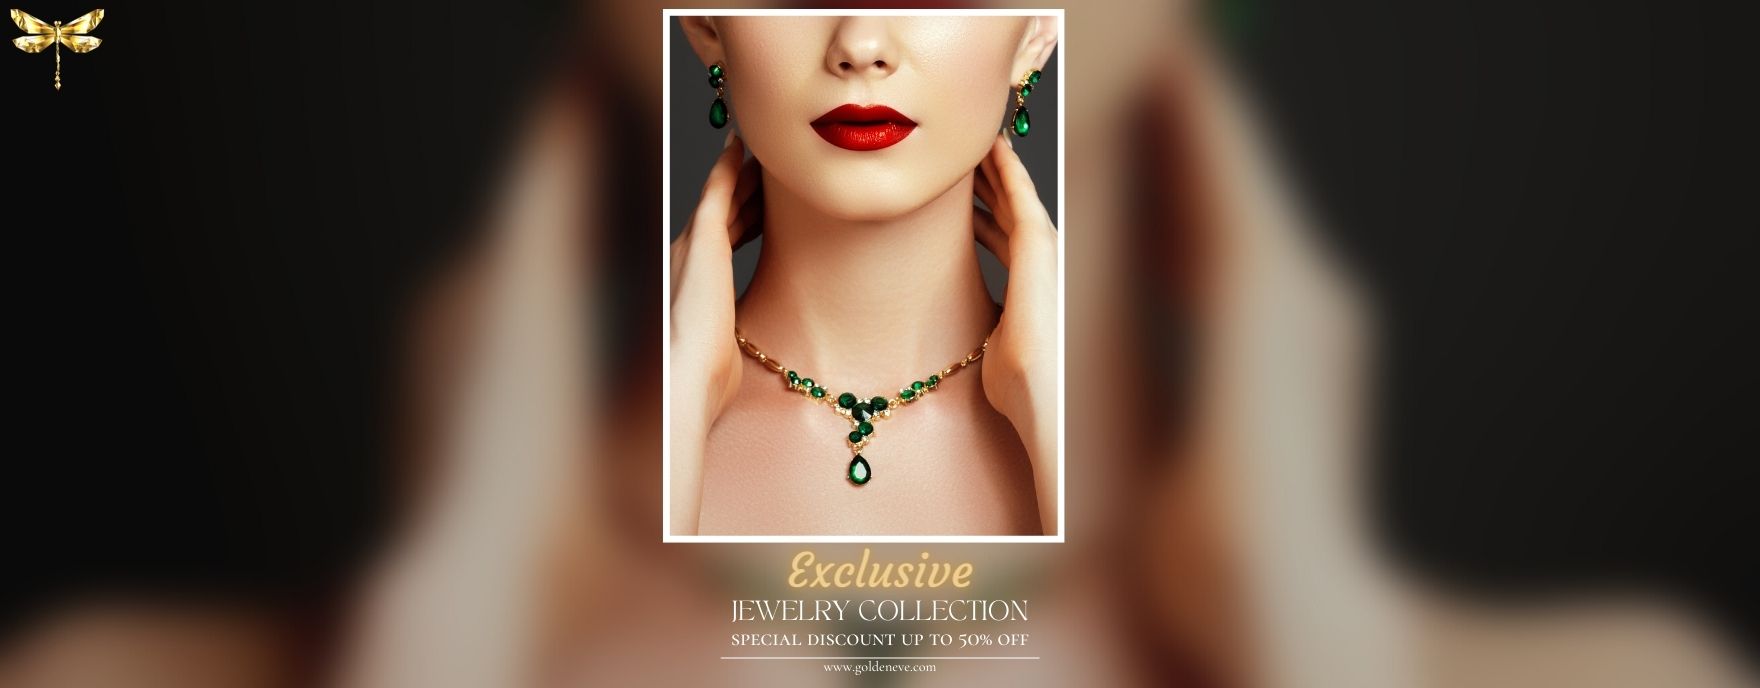 Exclusive
JEWELRY COLLECTION
SPECIAL DISCOUNT UP TO 50% OFF
www.goldeneve.com